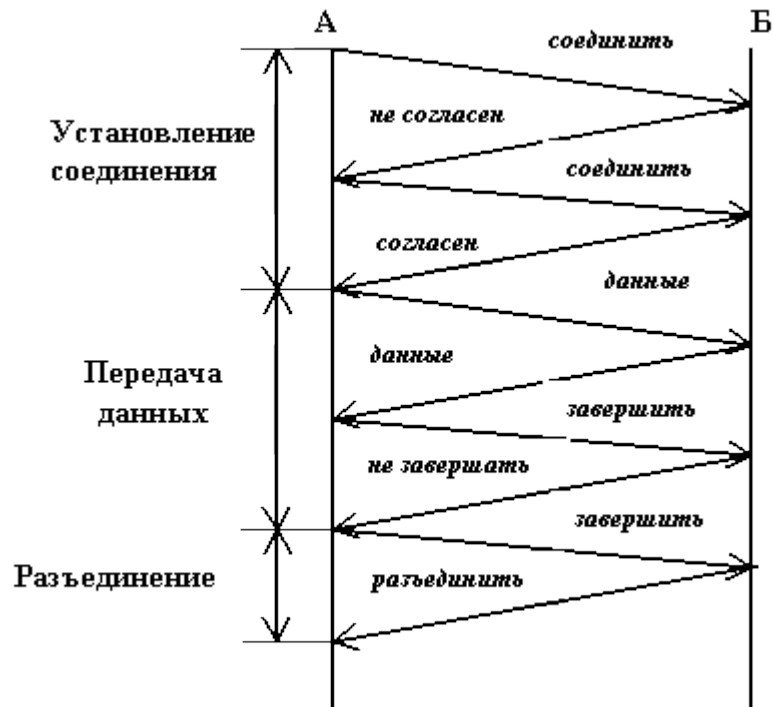 А
Б
соединить
не согласен
Установление
соединения
соединить
согласен
данные
данные
Передача
данных
завершить
не завершать
завершить
Разъединение
разъединить